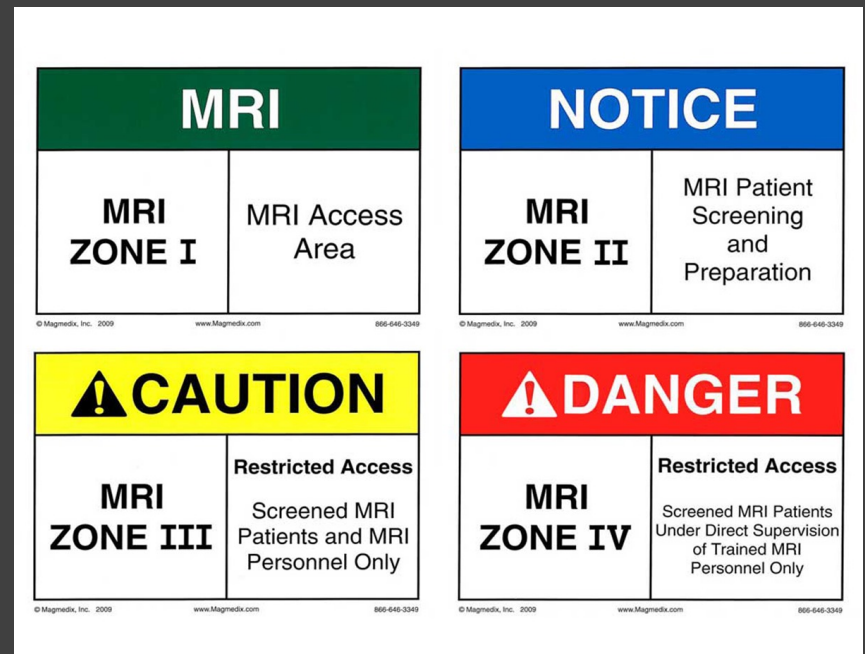 MRI
MRI
ZONE I
MRI Access
Area
© Magmedix, Inc. 2009 www.Magmedix.com 866-646-3349
NOTICE
MRI
ZONE II
MRI Patient
Screening
and
Preparation
© Magmedix, Inc. 2009 www.Magmedix.com 866-646-3349
CAUTION
MRI
ZONE III
Restricted Access
Screened MRI
Patients and MRI
Personnel Only
© Magmedix, Inc. 2009 www.Magmedix.com 866-646-3349
DANGER
MRI
ZONE IV
Restricted Access
Screened MRI Patients
Under Direct Supervision
of Trained MRI
Personnel Only
© Magmedix, Inc. 2009 www.Magmedix.com 866-646-3349